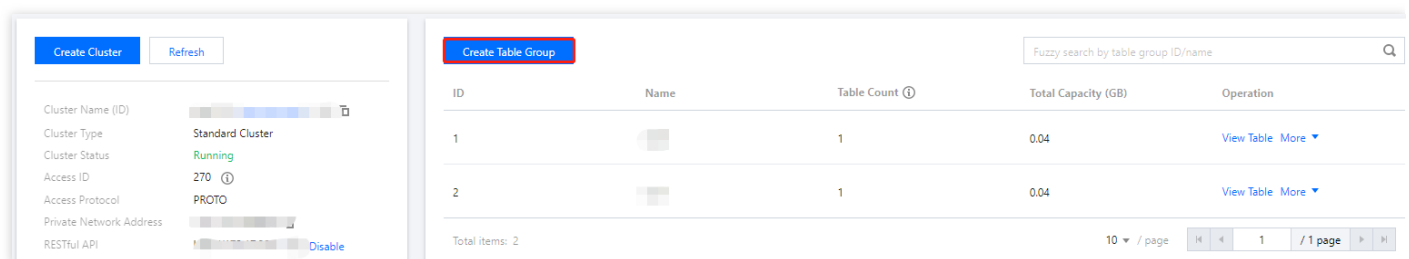 Create Cluster Refresh
Cluster Name (ID)
Cluster Type Standard Cluster
Cluster Status Running
Access ID 270
Access Protocol PROTO
Private Network Address
RESTful API Disable
Create Table Group Fuzzy search by table group ID/name
ID Name Table Count Total Capacity (GB) Operation
1 1 0.04 View Table More
2 1 0.04 View Table More
Total items: 2 10 / page 1 / 1 page